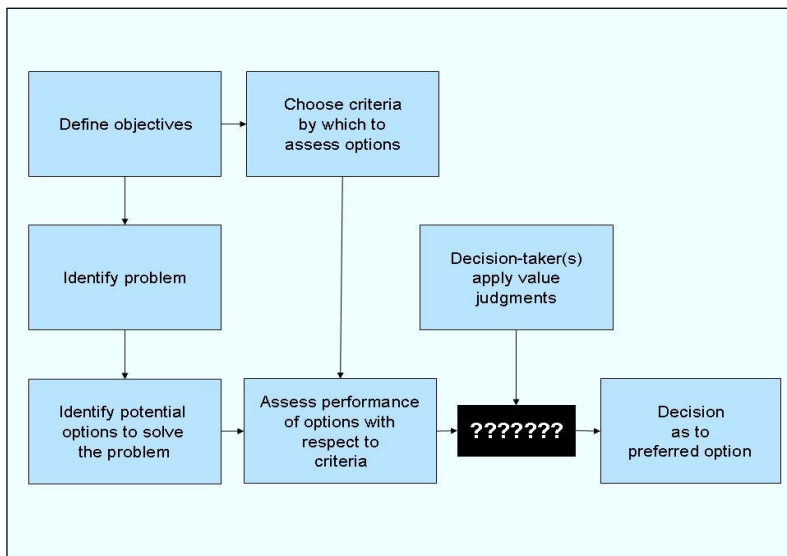 Define objectives
Choose criteria
by which to
assess options
Identify problem
Decision-taker(s)
apply value
judgments
Identify potential
options to solve
the problem
Assess performance
of options with
respect to
criteria
???????
Decision
as to
preferred option